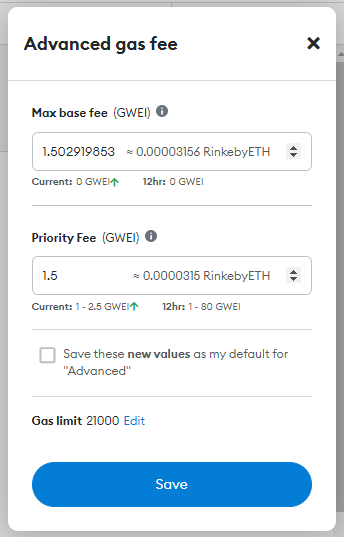 Advanced gas fee
Max base fee (GWEI)
1.502919853 ≈ 0.00003156 RinkebyETH
Current: 0 GWEI↑ 12hr: 0 GWEI
Priority Fee (GWEI)
1.5 ≈ 0.0000315 RinkebyETH
Current: 1 - 2.5 GWEI↑ 12hr: 1 - 80 GWEI
Save these new values as my default for
"Advanced"
Gas limit 21000 Edit
Save